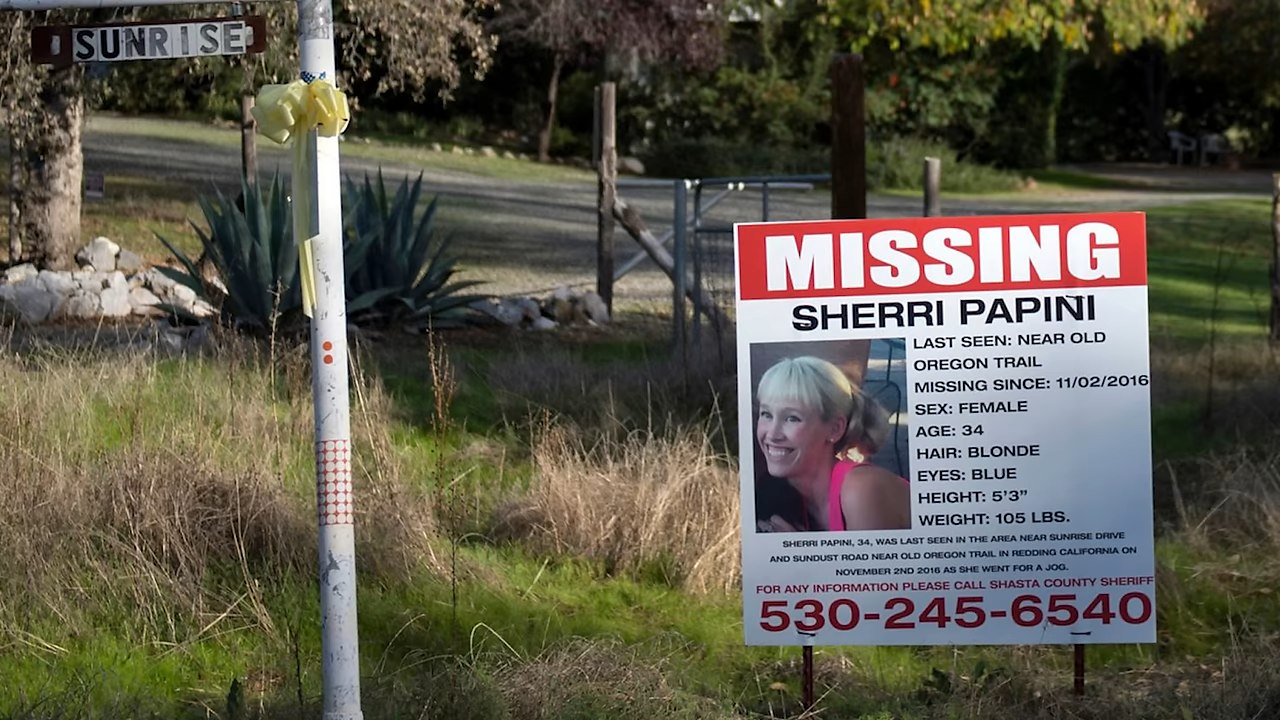 SUNRISE
MISSING
SHERRI PAPINI
LAST SEEN: NEAR OLD
OREGON TRAIL
MISSING SINCE: 11/02/2016
SEX: FEMALE
AGE: 34
HAIR: BLONDE
EYES: BLUE
HEIGHT: 5'3”
WEIGHT: 105 LBS.
SHERRI PAPINI, 34, WAS LAST SEEN IN THE AREA NEAR SUNRISE DRIVE
AND SUNDUST ROAD NEAR OLD OREGON TRAIL IN REDDING CALIFORNIA ON
NOVEMBER 2ND 2016 AS SHE WENT FOR A JOG.
FOR ANY INFORMATION PLEASE CALL SHASTA COUNTY SHERIFF
530-245-6540